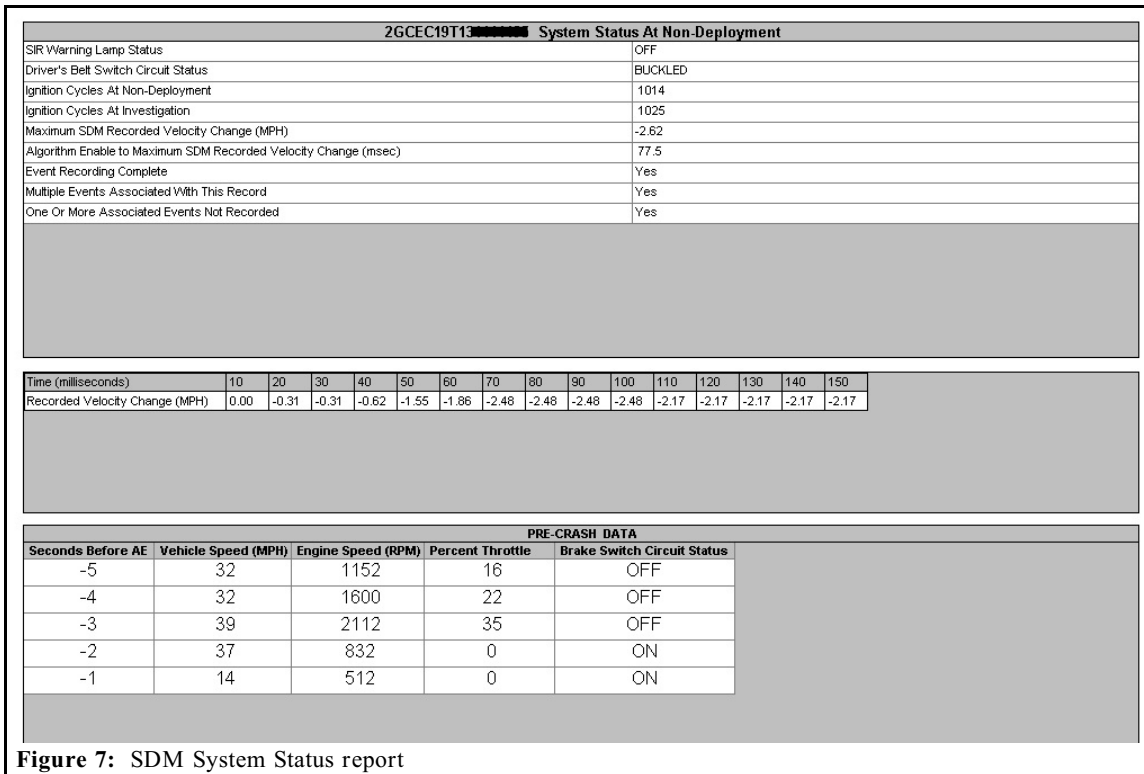 2GCEC19T13 System Status At Non-Deployment
SIR Warning Lamp Status OFF
Driver's Belt Switch Circuit Status BUCKLED
Ignition Cycles At Non-Deployment 1014
Ignition Cycles At Investigation 1025
Maximum SDM Recorded Velocity Change (MPH) -2.62
Algorithm Enable to Maximum SDM Recorded Velocity Change (msec) 77.5
Event Recording Complete Yes
Multiple Events Associated With This Record Yes
One Or More Associated Events Not Recorded Yes
Time (milliseconds) 10 20 30 40 50 60 70 80 90 100 110 120 130 140 150
Recorded Velocity Change (MPH) 0.00 -0.31 -0.31 -0.62 -1.55 -1.86 -2.48 -2.48 -2.48 -2.48 -2.17 -2.17 -2.17 -2.17 -2.17
PRE-CRASH DATA
Seconds Before AE Vehicle Speed (MPH) Engine Speed (RPM) Percent Throttle Brake Switch Circuit Status
-5 32 1152 16 OFF
-4 32 1600 22 OFF
-3 39 2112 35 OFF
-2 37 832 0 ON
-1 14 512 0 ON
Figure 7: SDM System Status report